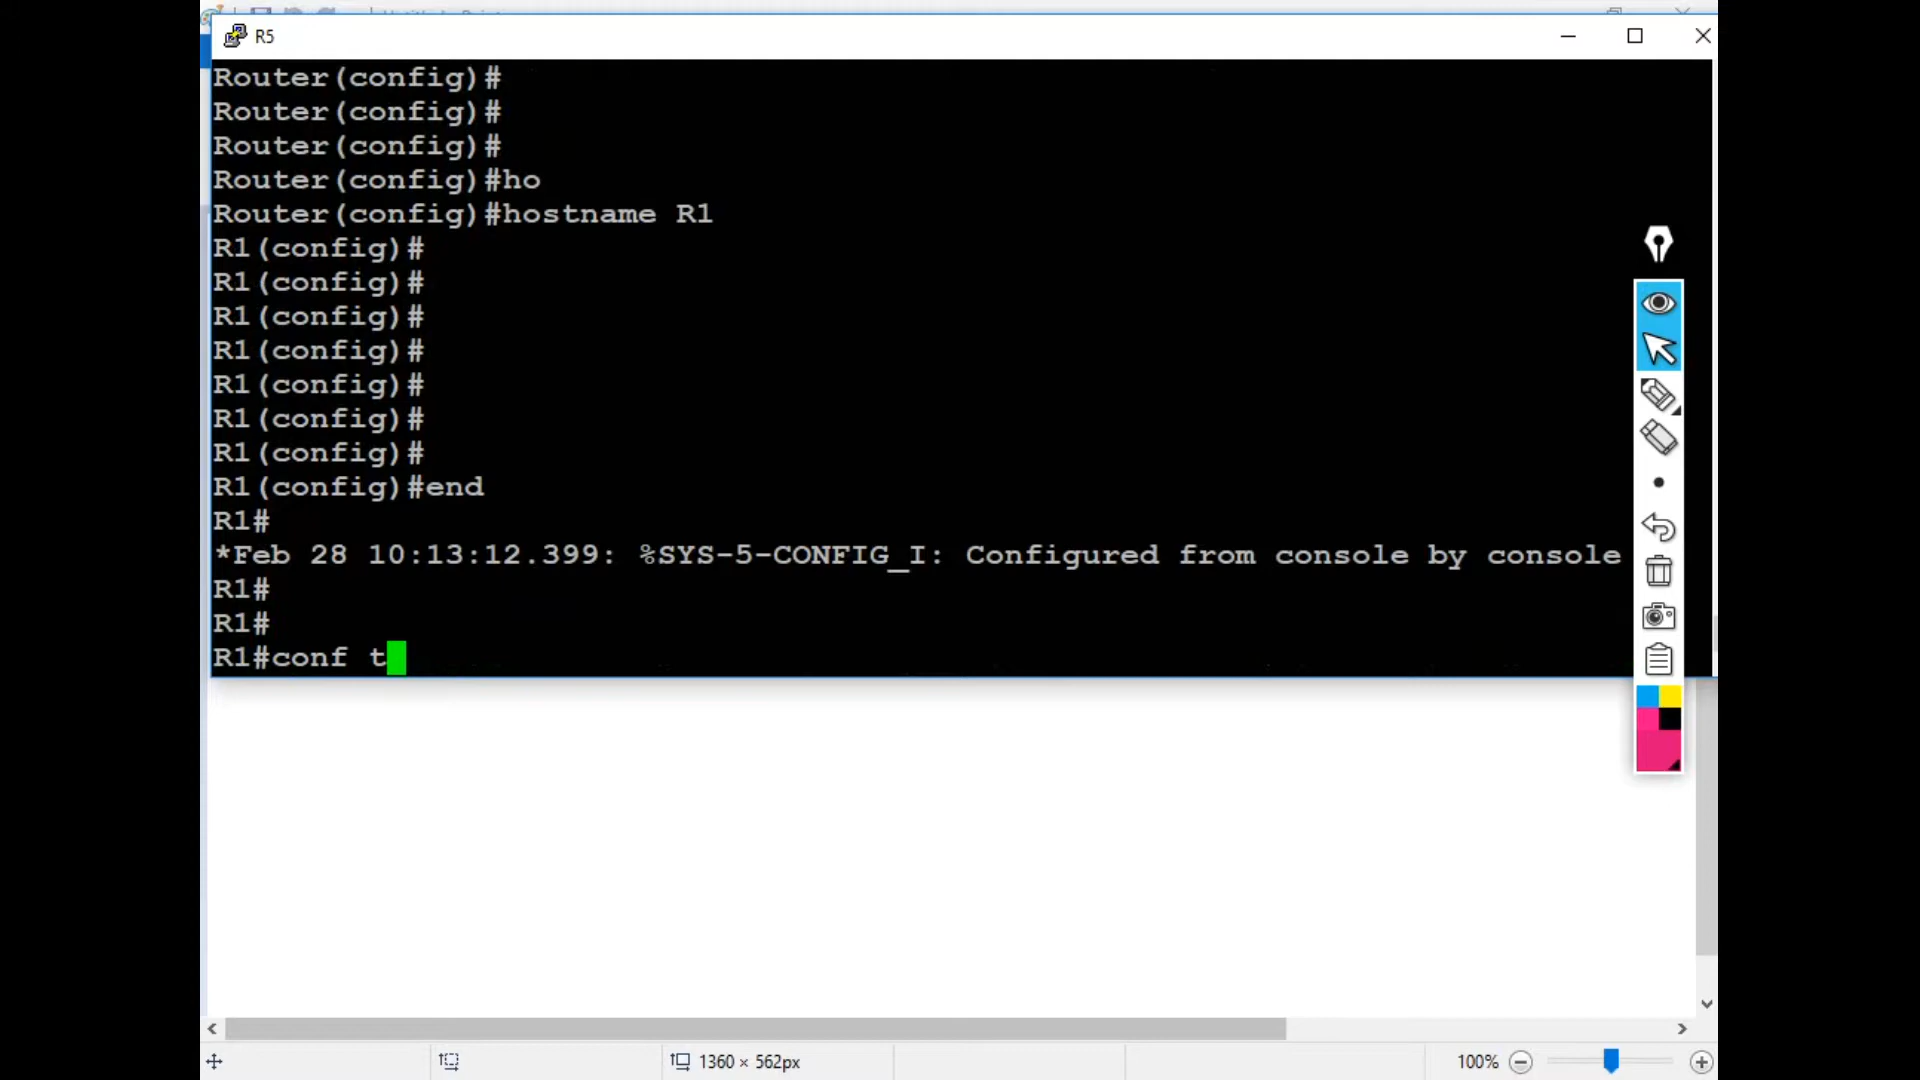 R5
Router(config)#
Router(config)#
Router(config)#
Router(config)#ho
Router(config)#hostname R1
R1(config)#
R1(config)#
R1(config)#
R1(config)#
R1(config)#
R1(config)#
R1(config)#
R1(config)#end
R1#
*Feb 28 10:13:12.399: %SYS-5-CONFIG_I: Configured from console by console
R1#
R1#
R1#conf t
1360 × 562px
100%